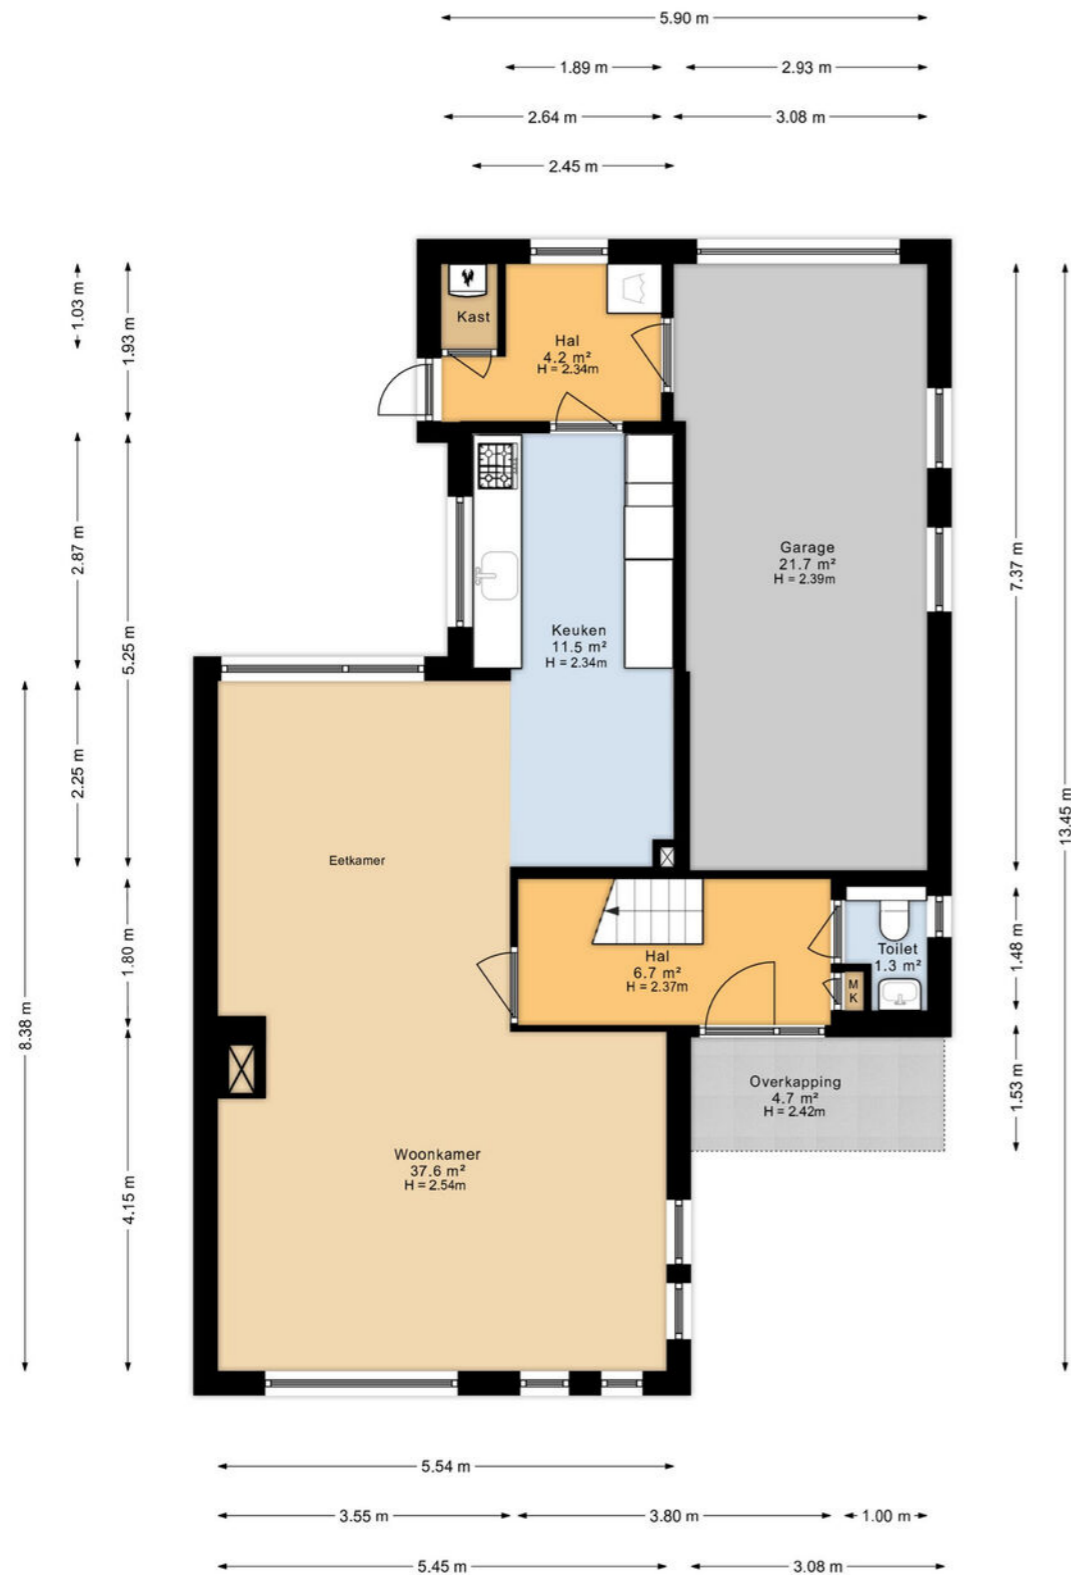 5.90 m
1.89 m
2.93 m
2.64 m
3.08 m
2.45 m
1.03 m
1.93 m
Kast
Hal
4.2 m²
H = 2.34m
2.87 m
5.25 m
2.25 m
Keuken
11.5 m²
H = 2.34m
Garage
21.7 m²
H = 2.39m
7.37 m
13.45 m
Eetkamer
8.38 m
1.80 m
Hal
6.7 m²
H = 2.37m
Toilet
1.3 m²
M
K
1.48 m
1.53 m
Overkapping
4.7 m²
H = 2.42m
Woonkamer
37.6 m²
H = 2.54m
4.15 m
5.54 m
3.55 m
3.80 m
1.00 m
5.45 m
3.08 m